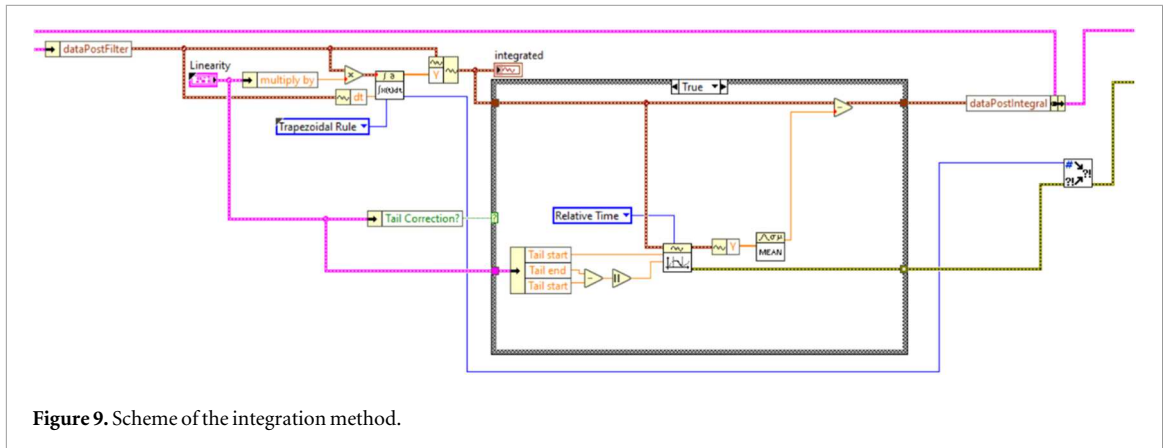 dataPostFilter
Linearity
multiply by
dt
Trapezoidal Rule
Y
integrated
True
dataPostIntegral
Tail Correction?
Relative Time
Tail start
Tail end
Tail start
Y
MEAN
Figure 9. Scheme of the integration method.